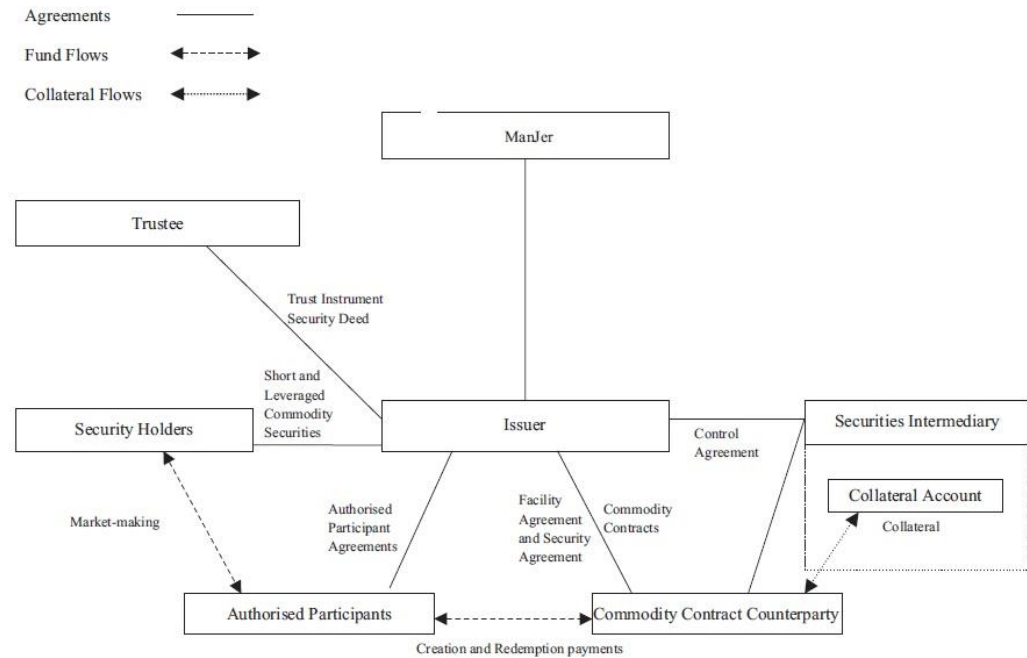 Agreements
Fund Flows
Collateral Flows
ManJer
Trustee
Trust Instrument
Security Deed
Short and
Leveraged
Commodity
Securities
Security Holders
Issuer
Control
Agreement
Securities Intermediary
Collateral Account
Collateral
Market-making
Authorised
Participant
Agreements
Facility
Agreement
and Security
Agreement
Commodity
Contracts
Authorised Participants
Commodity Contract Counterparty
Creation and Redemption payments